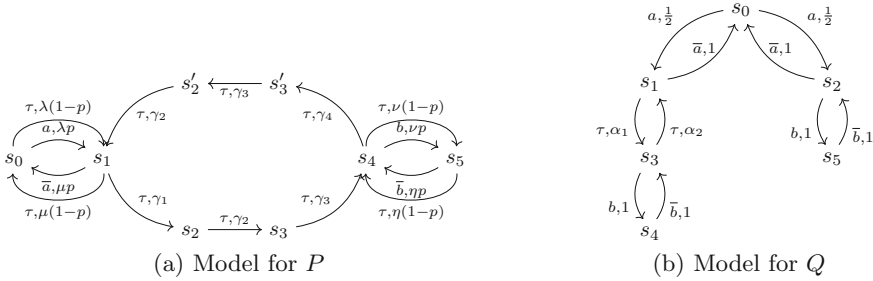 s₀
a,½ a,½
a̅,1 a̅,1
s₂′ τ,γ₃ s₃′
s₁ s₂
τ,γ₂ τ,γ₄
τ,λ(1−p) τ,ν(1−p)
a,λp b,νp
τ,α₁ τ,α₂ b,1 b̅,1
s₀ s₁ s₄ s₅
s₃ s₅
a̅,μp b̅,ηp
τ,μ(1−p) τ,η(1−p)
τ,γ₁ τ,γ₃
b,1 b̅,1
s₂ τ,γ₂ s₃
s₄
(a) Model for P
(b) Model for Q